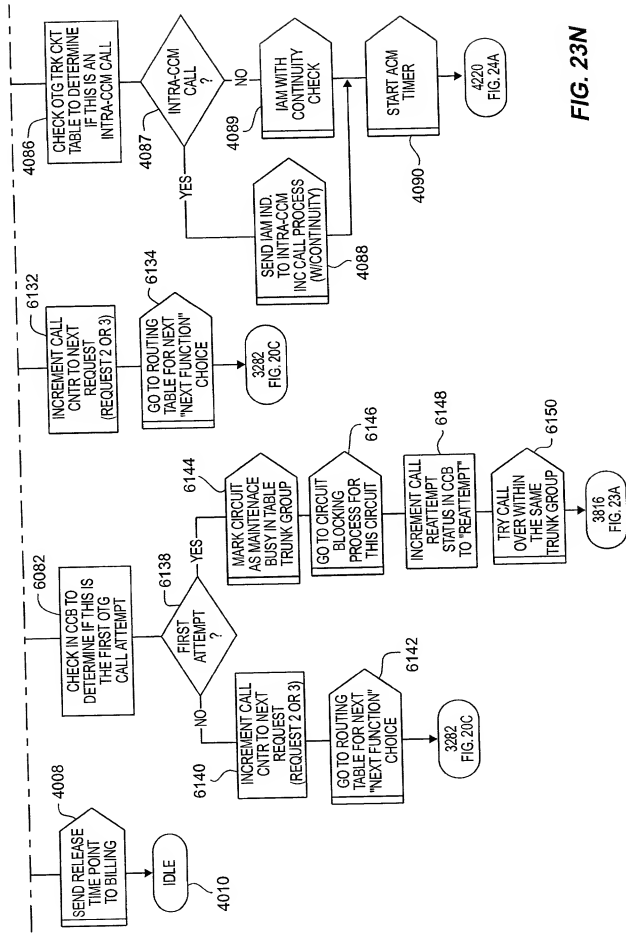 4008
SEND RELEASE
TIME POINT
TO BILLING
IDLE
4010
6082
CHECK IN CCB TO
DETERMINE IF THIS IS
THE FIRST OTG
CALL ATTEMPT
6138
FIRST
ATTEMPT
?
NO
YES
6140
INCREMENT CALL
CNTR TO NEXT
REQUEST
(REQUEST 2 OR 3)
6142
GO TO ROUTING
TABLE FOR NEXT
"NEXT FUNCTION"
CHOICE
3282
FIG. 20C
6144
MARK CIRCUIT
AS MAINTENACE
BUSY IN TABLE
TRUNK GROUP
6146
GO TO CIRCUIT
BLOCKING
PROCESS FOR
THIS CIRCUIT
6148
INCREMENT CALL
REATTEMPT
STATUS IN CCB
TO "REATTEMPT"
6150
TRY CALL
OVER WITHIN
THE SAME
TRUNK GROUP
3816
FIG. 23A
6132
INCREMENT CALL
CNTR TO NEXT
REQUEST
(REQUEST 2 OR 3)
6134
GO TO ROUTING
TABLE FOR NEXT
"NEXT FUNCTION"
CHOICE
3282
FIG. 20C
4086
CHECK OTG TRK CKT
TABLE TO DETERMINE
IF THIS IS AN
INTRA-CCM CALL
4087
INTRA-CCM
CALL
?
YES
NO
SEND IAM IND.
TO INTRA-CCM
INC CALL PROCESS
(W/CONTINUITY)
4088
4089
IAM WITH
CONTINUITY
CHECK
START ACM
TIMER
4090
4220
FIG. 24A
FIG. 23N